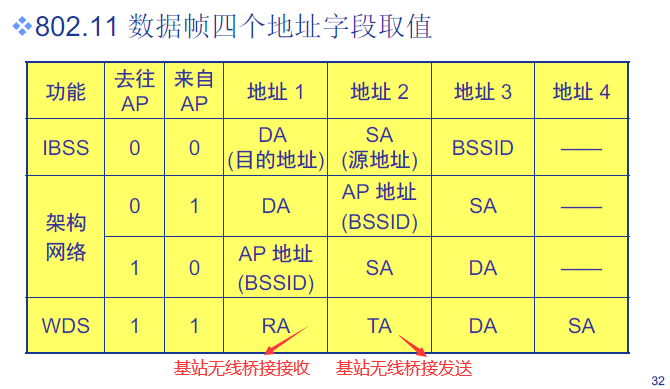 ❖802.11 数据帧四个地址字段取值
功能 去往 AP 来自 AP 地址 1 地址 2 地址 3 地址 4
IBSS 0 0 DA (目的地址) SA (源地址) BSSID ——
架构 网络 0 1 DA AP 地址 (BSSID) SA ——
1 0 AP 地址 (BSSID) SA DA ——
WDS 1 1 RA TA DA SA
基站无线桥接接收 基站无线桥接发送
32